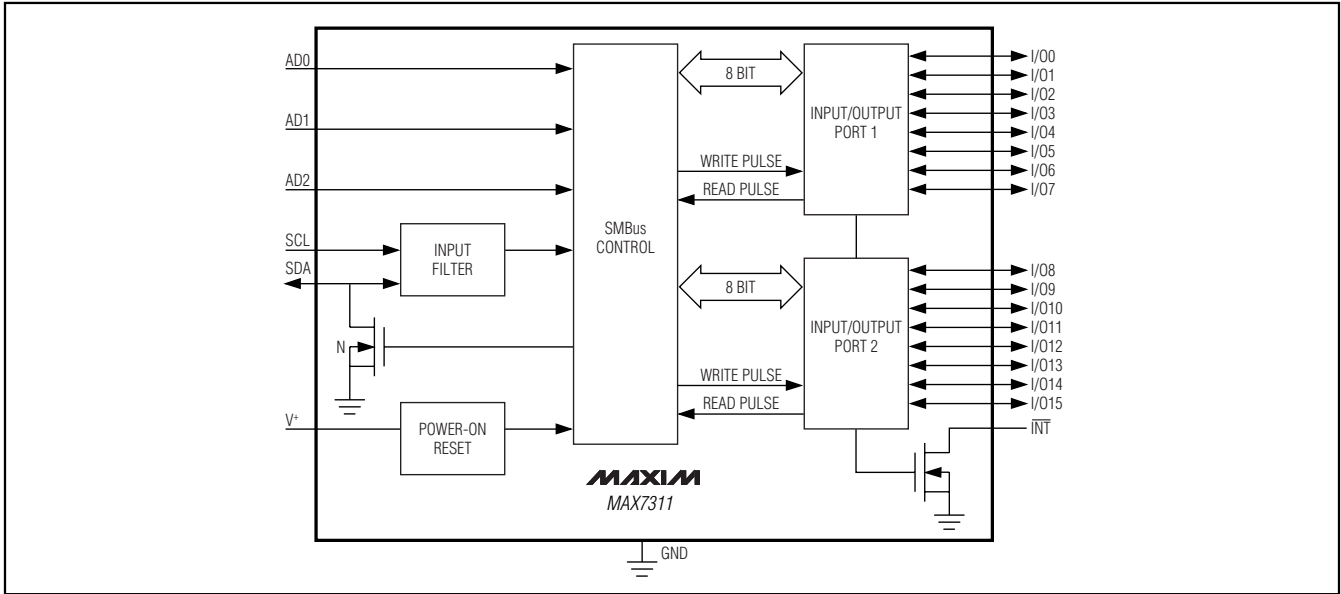 AD0
AD1
AD2
SCL
SDA
N
V+
INPUT
FILTER
POWER-ON
RESET
SMBus
CONTROL
8 BIT
WRITE PULSE
READ PULSE
8 BIT
WRITE PULSE
READ PULSE
INPUT/OUTPUT
PORT 1
INPUT/OUTPUT
PORT 2
I/O0
I/O1
I/O2
I/O3
I/O4
I/O5
I/O6
I/O7
I/O8
I/O9
I/O10
I/O11
I/O12
I/O13
I/O14
I/O15
INT
MAXIM
MAX7311
GND